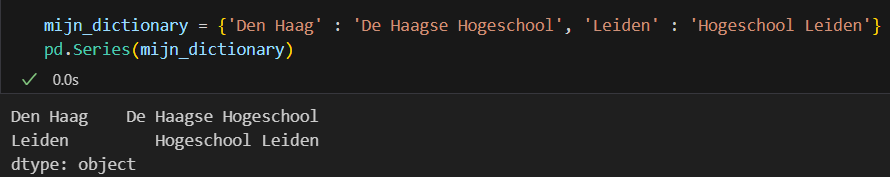 mijn_dictionary = {'Den Haag' : 'De Haagse Hogeschool', 'Leiden' : 'Hogeschool Leiden'}
pd.Series(mijn_dictionary)
0.0s
Den Haag    De Haagse Hogeschool
Leiden         Hogeschool Leiden
dtype: object